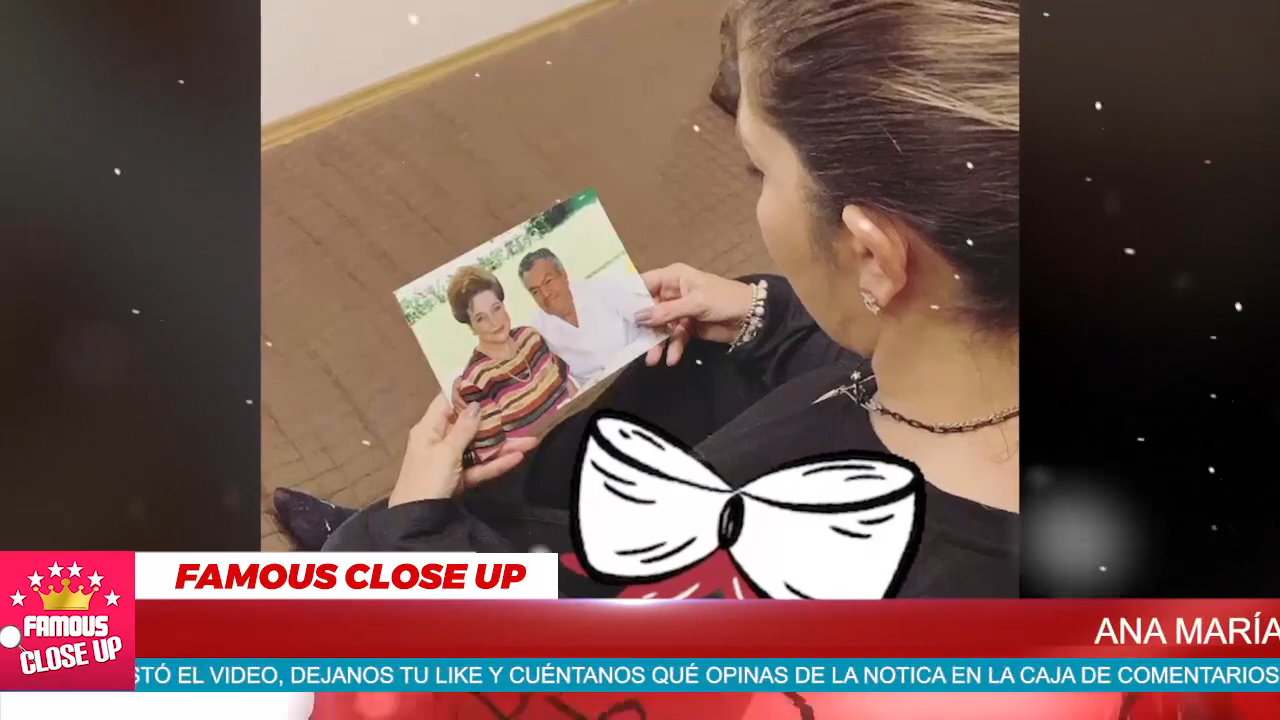 FAMOUS CLOSE UP
FAMOUS
CLOSE UP
ANA MARÍA
STÓ EL VIDEO, DEJANOS TU LIKE Y CUÉNTANOS QUÉ OPINAS DE LA NOTICA EN LA CAJA DE COMENTARIOS